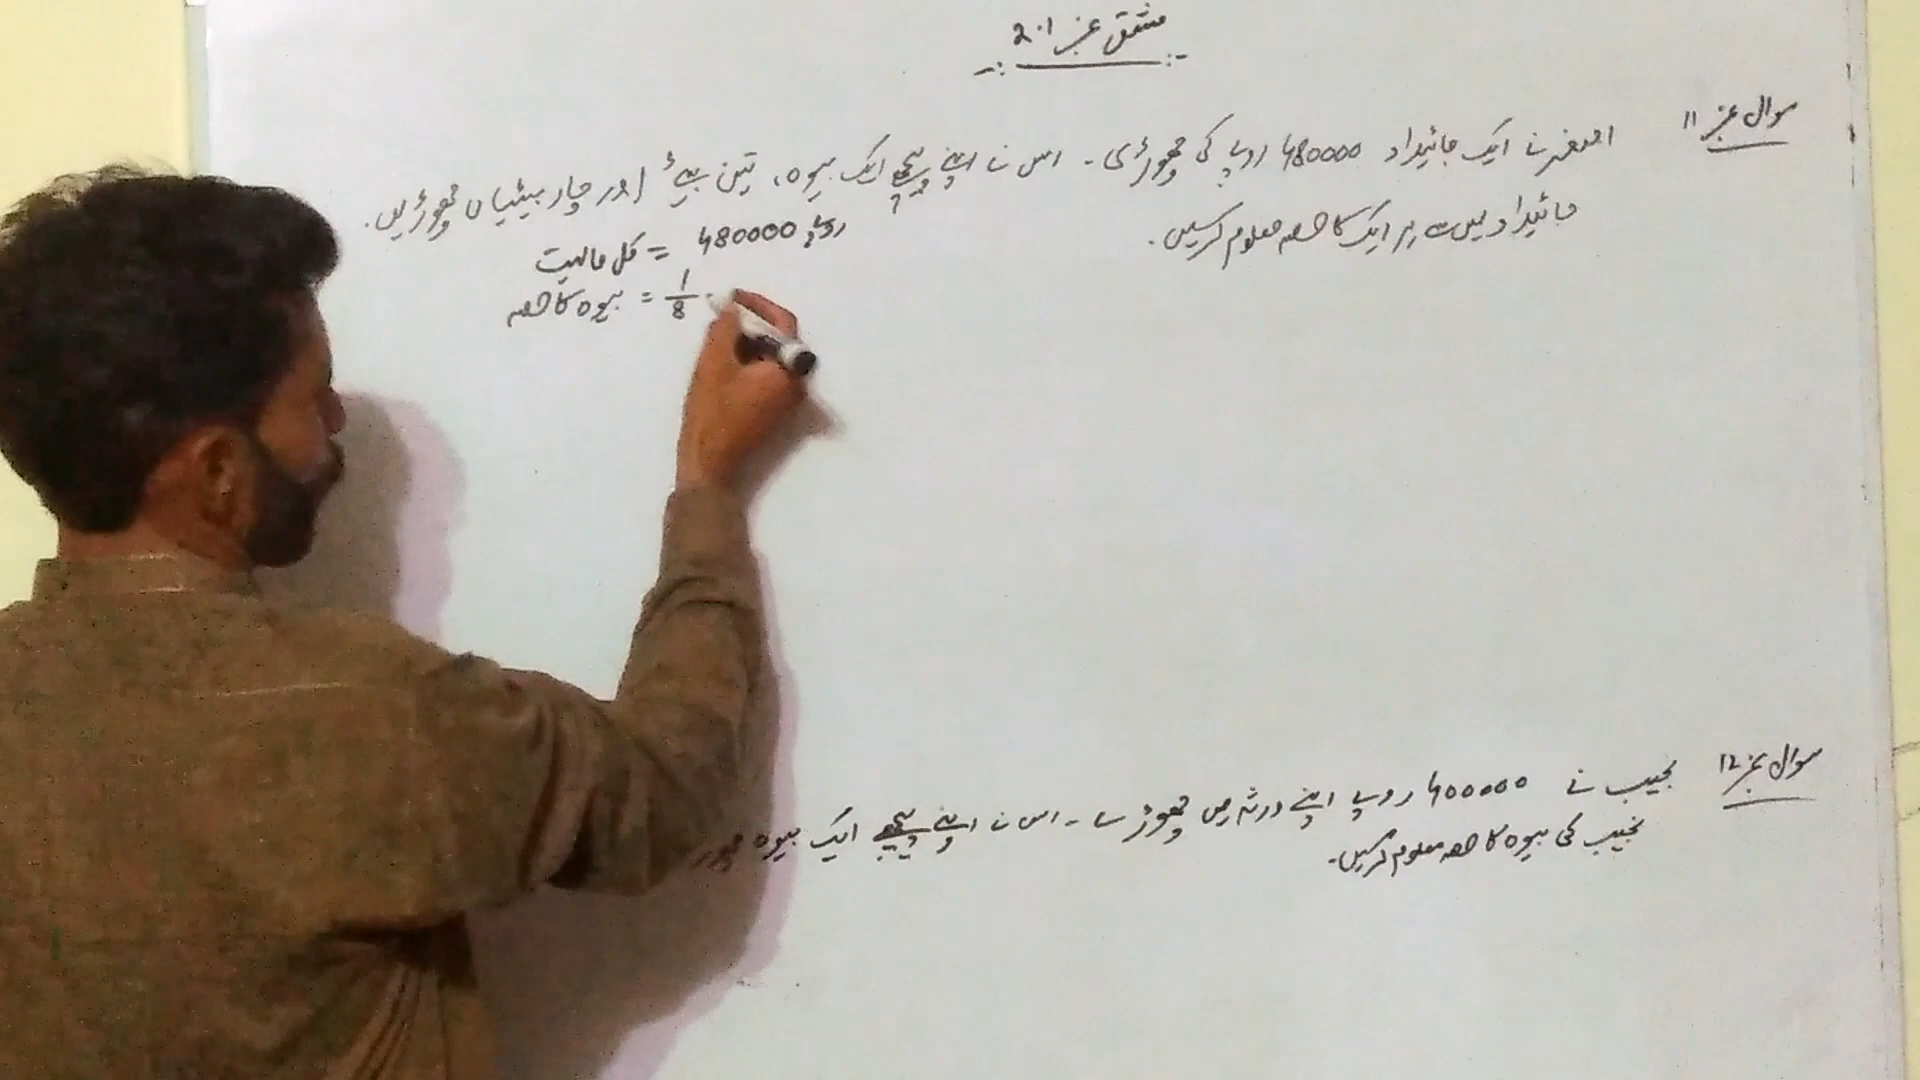 مشق نمبر 2.1
سوال نمبر 11
اصغر نے ایک جائیداد 480000 روپے کی چھوڑی۔ اس نے اپنے پیچھے ایک بیوہ، تین بیٹے اور چار بیٹیاں چھوڑیں۔
جائیداد میں سے ہر ایک کا حصہ معلوم کریں۔
کل مالیت = 480000 روپے
بیوہ کا حصہ = 1/8
سوال نمبر 12
نجیب نے 400000 روپے اپنے ورثہ میں چھوڑے۔ اس نے اپنے پیچھے ایک بیوہ
نجیب کی بیوہ کا حصہ معلوم کریں۔